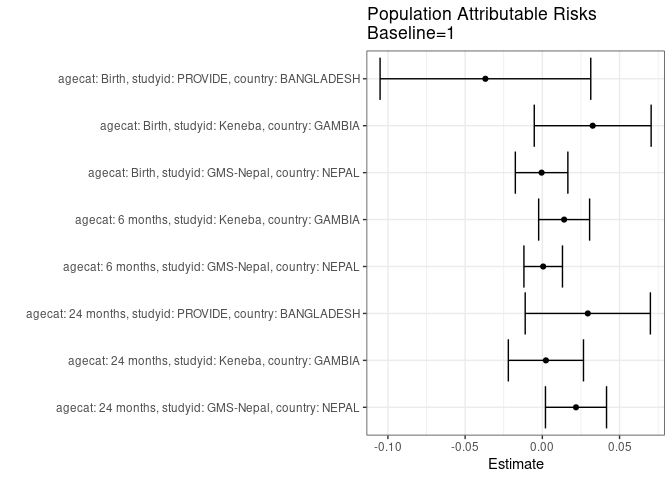 Population Attributable Risks
Baseline=1
agecat: Birth, studyid: PROVIDE, country: BANGLADESH
agecat: Birth, studyid: Keneba, country: GAMBIA
agecat: Birth, studyid: GMS-Nepal, country: NEPAL
agecat: 6 months, studyid: Keneba, country: GAMBIA
agecat: 6 months, studyid: GMS-Nepal, country: NEPAL
agecat: 24 months, studyid: PROVIDE, country: BANGLADESH
agecat: 24 months, studyid: Keneba, country: GAMBIA
agecat: 24 months, studyid: GMS-Nepal, country: NEPAL
-0.10 -0.05 0.00 0.05
Estimate